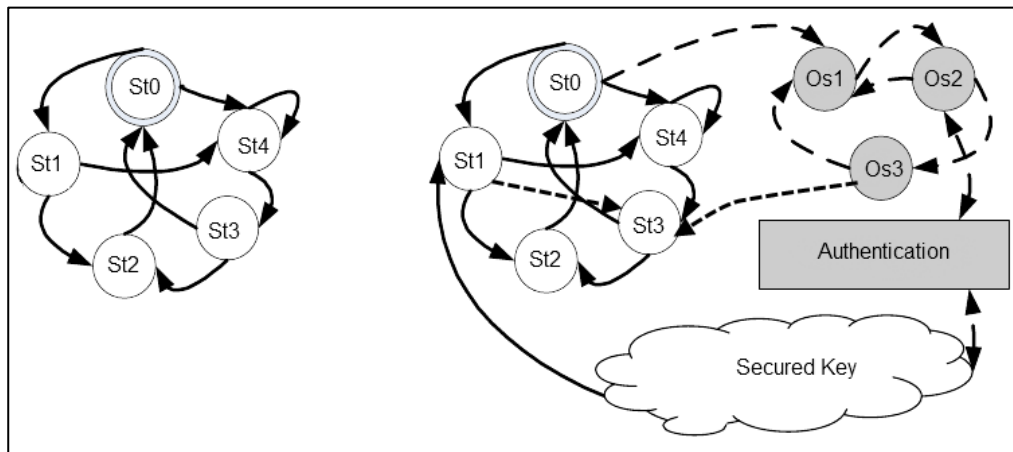 St0
St1
St4
St3
St2
St0
St1
St4
St3
St2
Os1
Os2
Os3
Authentication
Secured Key